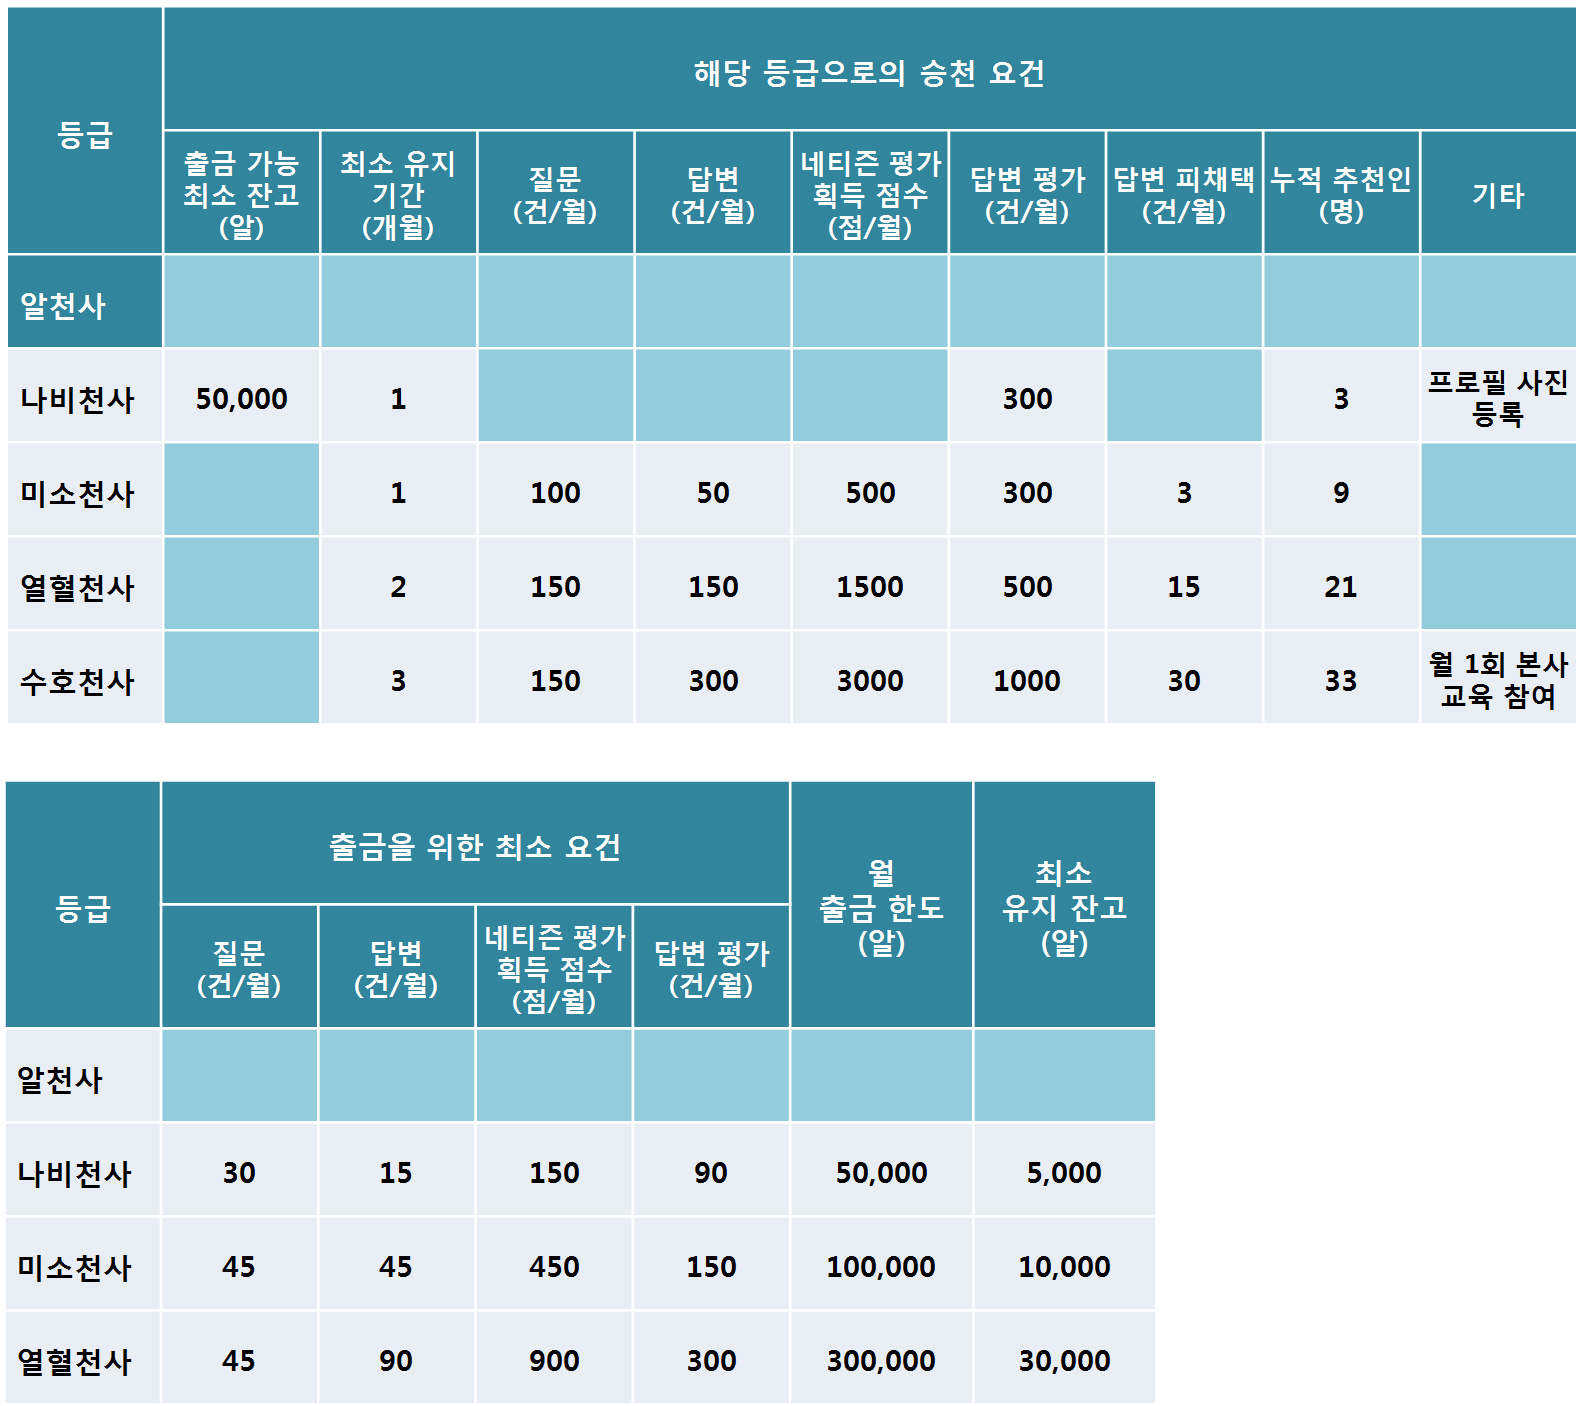 등급
해당 등급으로의 승천 요건
출금 가능
최소 잔고
(알)
최소 유지
기간
(개월)
질문
(건/월)
답변
(건/월)
네티즌 평가
획득 점수
(점/월)
답변 평가
(건/월)
답변 피채택
(건/월)
누적 추천인
(명)
기타
알천사
나비천사 50,000 1 300 3 프로필 사진
등록
미소천사 1 100 50 500 300 3 9
열혈천사 2 150 150 1500 500 15 21
수호천사 3 150 300 3000 1000 30 33 월 1회 본사
교육 참여
등급
출금을 위한 최소 요건
질문
(건/월)
답변
(건/월)
네티즌 평가
획득 점수
(점/월)
답변 평가
(건/월)
월
출금 한도
(알)
최소
유지 잔고
(알)
알천사
나비천사 30 15 150 90 50,000 5,000
미소천사 45 45 450 150 100,000 10,000
열혈천사 45 90 900 300 300,000 30,000